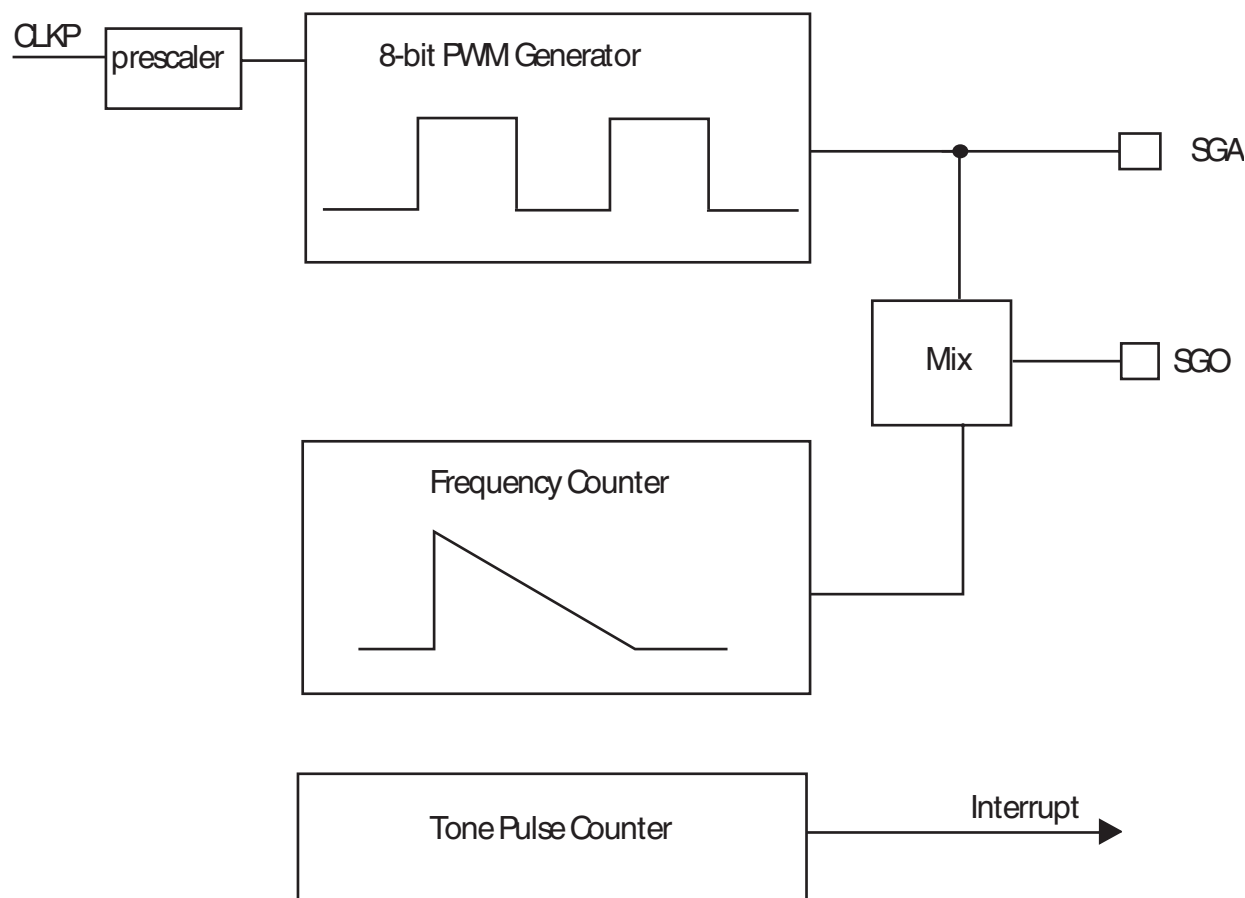 CLKP
prescaler
8-bit PWM Generator
SGA
Mix
SGO
Frequency Counter
Interrupt
Tone Pulse Counter